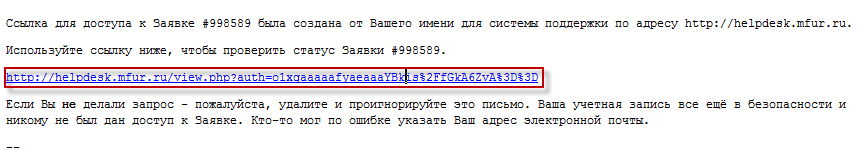 Ссылка для доступа к Заявке #998589 была создана от Вашего имени для системы поддержки по адресу http://helpdesk.mfur.ru.
Используйте ссылку ниже, чтобы проверить статус Заявки #998589.
http://helpdesk.mfur.ru/view.php?auth=o1xqaaaaafyaeaaaYBkis%2FfGkA6ZvA%3D%3D
Если Вы не делали запрос - пожалуйста, удалите и проигнорируйте это письмо. Ваша учетная запись все ещё в безопасности и
никому не был дан доступ к Заявке. Кто-то мог по ошибке указать Ваш адрес электронной почты.
--